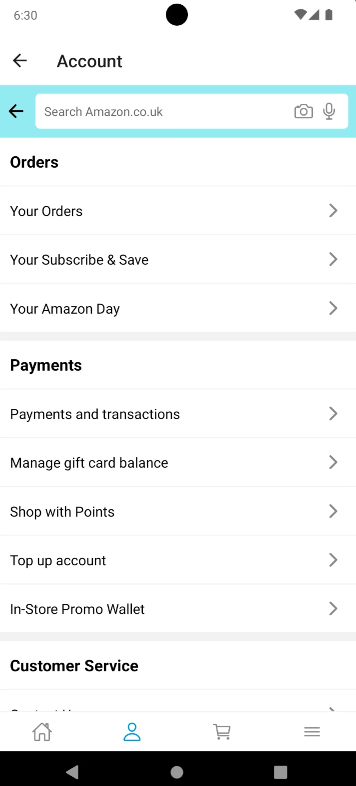 6:30
Account
Search Amazon.co.uk
Orders
Your Orders
Your Subscribe & Save
Your Amazon Day
Payments
Payments and transactions
Manage gift card balance
Shop with Points
Top up account
In-Store Promo Wallet
Customer Service